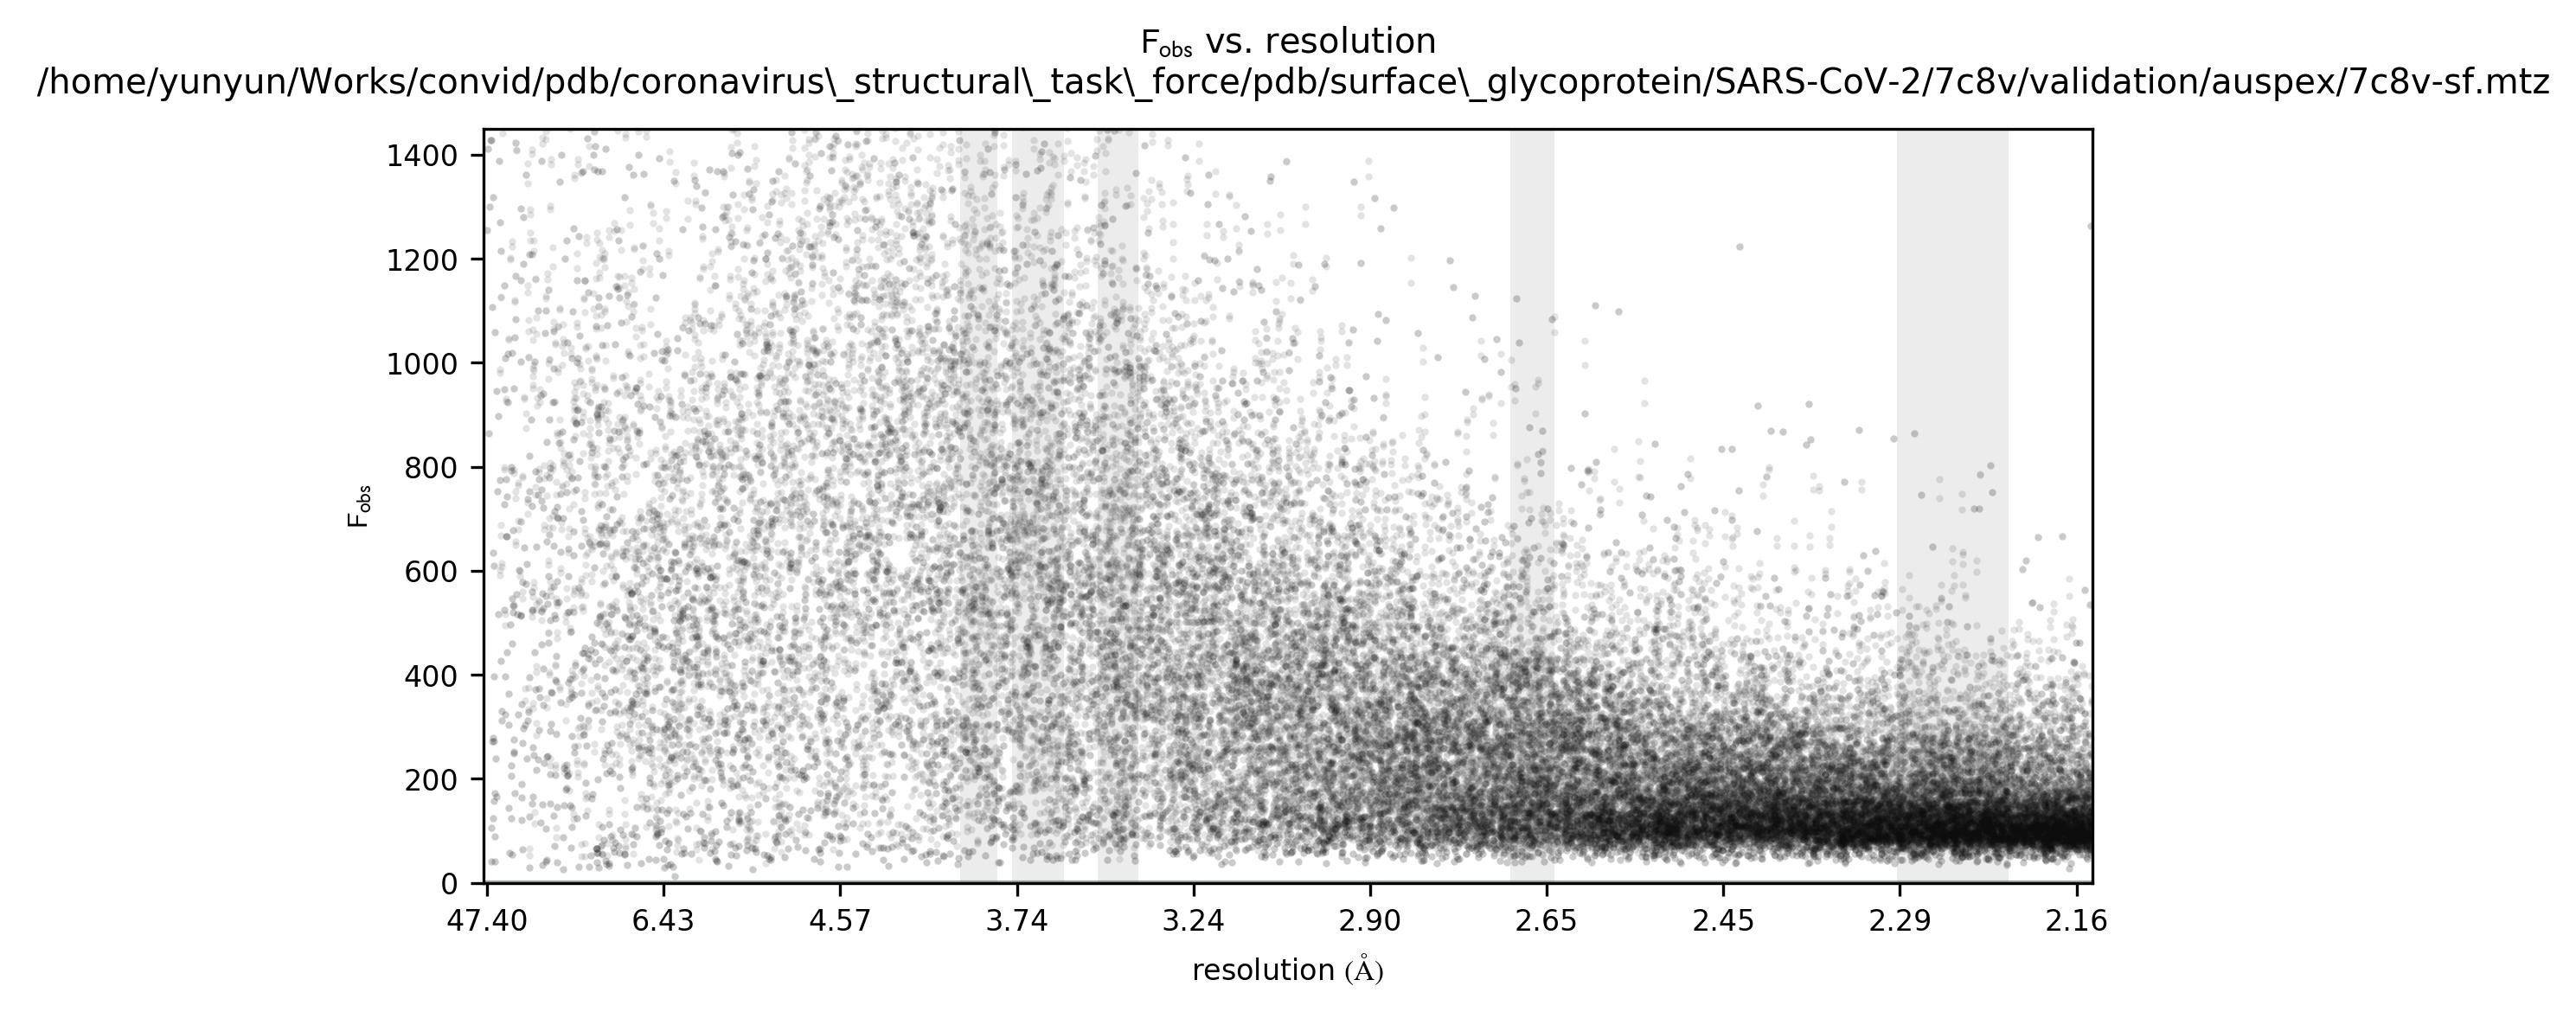 Fobs vs. resolution
/home/yunyun/Works/convid/pdb/coronavirus\_structural\_task\_force/pdb/surface\_glycoprotein/SARS-CoV-2/7c8v/validation/auspex/7c8v-sf.mtz
1400
1200
1000
800
600
400
200
0
Fobs
47.40 6.43 4.57 3.74 3.24 2.90 2.65 2.45 2.29 2.16
resolution (Å)